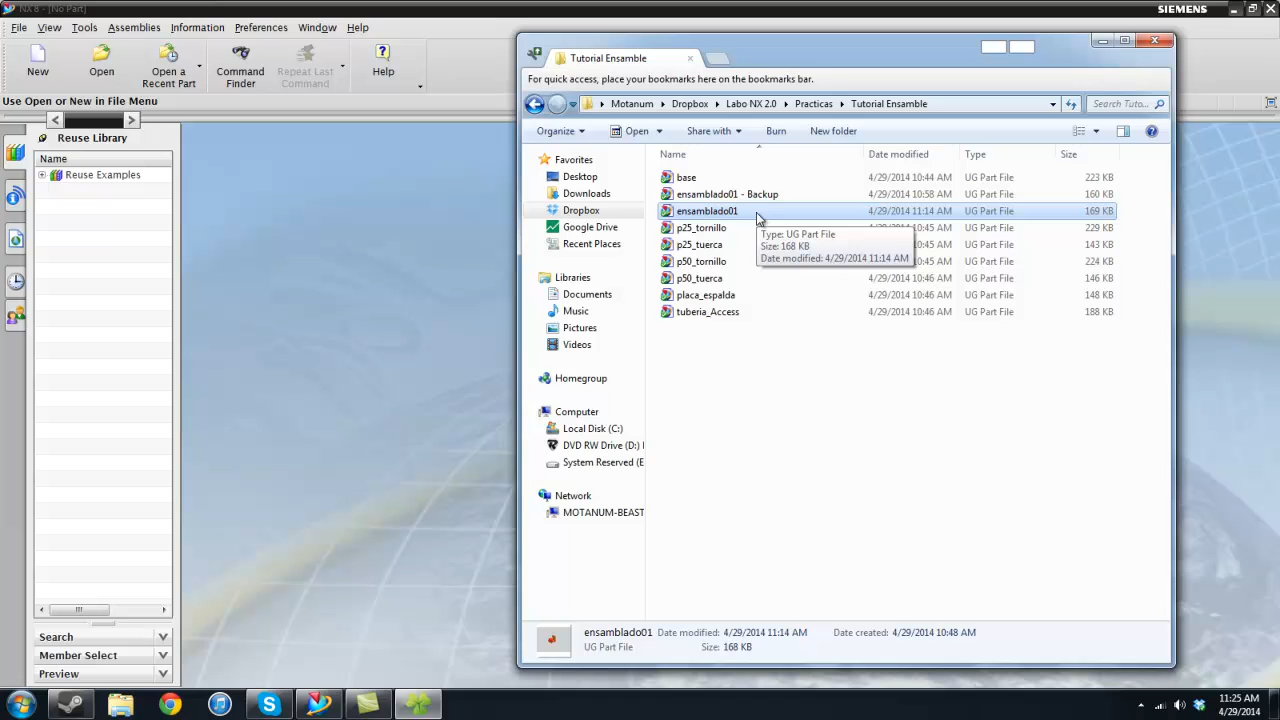 NX 8 - [No Part]
SIEMENS
File View Tools Assemblies Information Preferences Window Help
New
Open
Open a Recent Part
Command Finder
Repeat Last Command
Help
Use Open or New in File Menu
Reuse Library
Name
Reuse Examples
Search
Member Select
Preview
Tutorial Ensamble
For quick access, place your bookmarks here on the bookmarks bar.
Motanum Dropbox Labo NX 2.0 Practicas Tutorial Ensamble
Search Tuto...
Organize Open Share with Burn New folder
Name Date modified Type Size
base 4/29/2014 10:44 AM UG Part File 223 KB
ensamblado01 - Backup 4/29/2014 10:58 AM UG Part File 160 KB
ensamblado01 4/29/2014 11:14 AM UG Part File 169 KB
p25_tornillo 10:45 AM UG Part File 229 KB
p25_tuerca 10:45 AM UG Part File 143 KB
p50_tornillo 10:45 AM UG Part File 224 KB
p50_tuerca 4/29/2014 10:46 AM UG Part File 146 KB
placa_espalda 4/29/2014 10:46 AM UG Part File 148 KB
tuberia_Access 4/29/2014 10:46 AM UG Part File 188 KB
Type: UG Part File
Size: 168 KB
Date modified: 4/29/2014 11:14 AM
Favorites
Desktop
Downloads
Dropbox
Google Drive
Recent Places
Libraries
Documents
Music
Pictures
Videos
Homegroup
Computer
Local Disk (C:)
DVD RW Drive (D:)
System Reserved (E
Network
MOTANUM-BEAST
ensamblado01 Date modified: 4/29/2014 11:14 AM Date created: 4/29/2014 10:48 AM
UG Part File Size: 168 KB
11:25 AM
4/29/2014